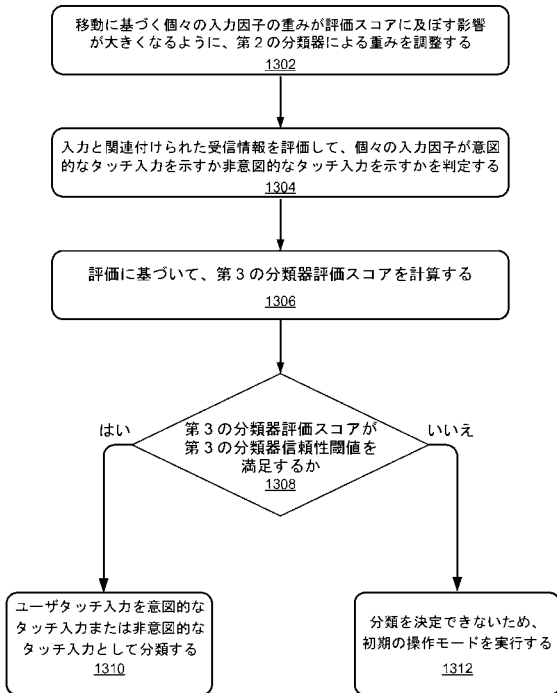 移動に基づく個々の入力因子の重みが評価スコアに及ぼす影響
が大きくなるように、第２の分類器による重みを調整する
1302
入力と関連付けられた受信情報を評価して、個々の入力因子が意図
的なタッチ入力を示すか非意図的なタッチ入力を示すかを判定する
1304
評価に基づいて、第３の分類器評価スコアを計算する
1306
第３の分類器評価スコアが
第３の分類器信頼性閾値を
満足するか
1308
はい
いいえ
ユーザタッチ入力を意図的な
タッチ入力または非意図的な
タッチ入力として分類する
1310
分類を決定できないため、
初期の操作モードを実行する
1312